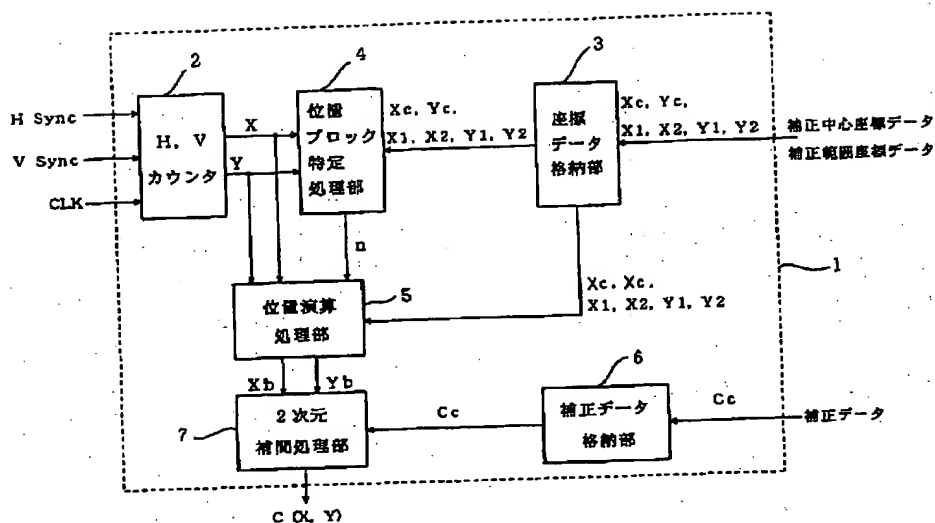 2
4
3
H Sync
V Sync
CLK
H, V
カウンタ
X
Y
位置
ブロック
特定
処理部
Xc, Yc,
X1, X2, Y1, Y2
座標
データ
格納部
Xc, Yc,
X1, X2, Y1, Y2
補正中心座標データ
補正範囲座標データ
n
1
位置演算
処理部
5
Xc, Xc,
X1, X2, Y1, Y2
Xb
Yb
6
7
2次元
補間処理部
Cc
補正データ
格納部
Cc
補正データ
C (X, Y)